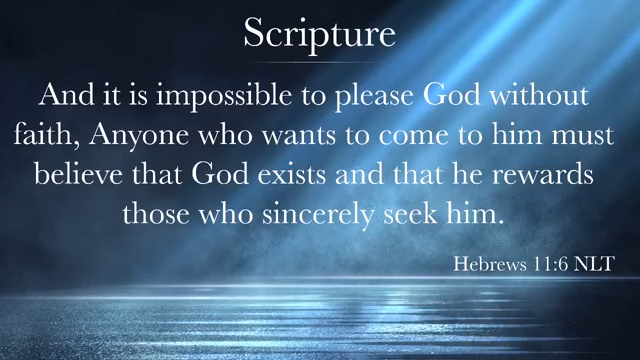 Scripture
And it is impossible to please God without
faith, Anyone who wants to come to him must
believe that God exists and that he rewards
those who sincerely seek him.
Hebrews 11:6 NLT